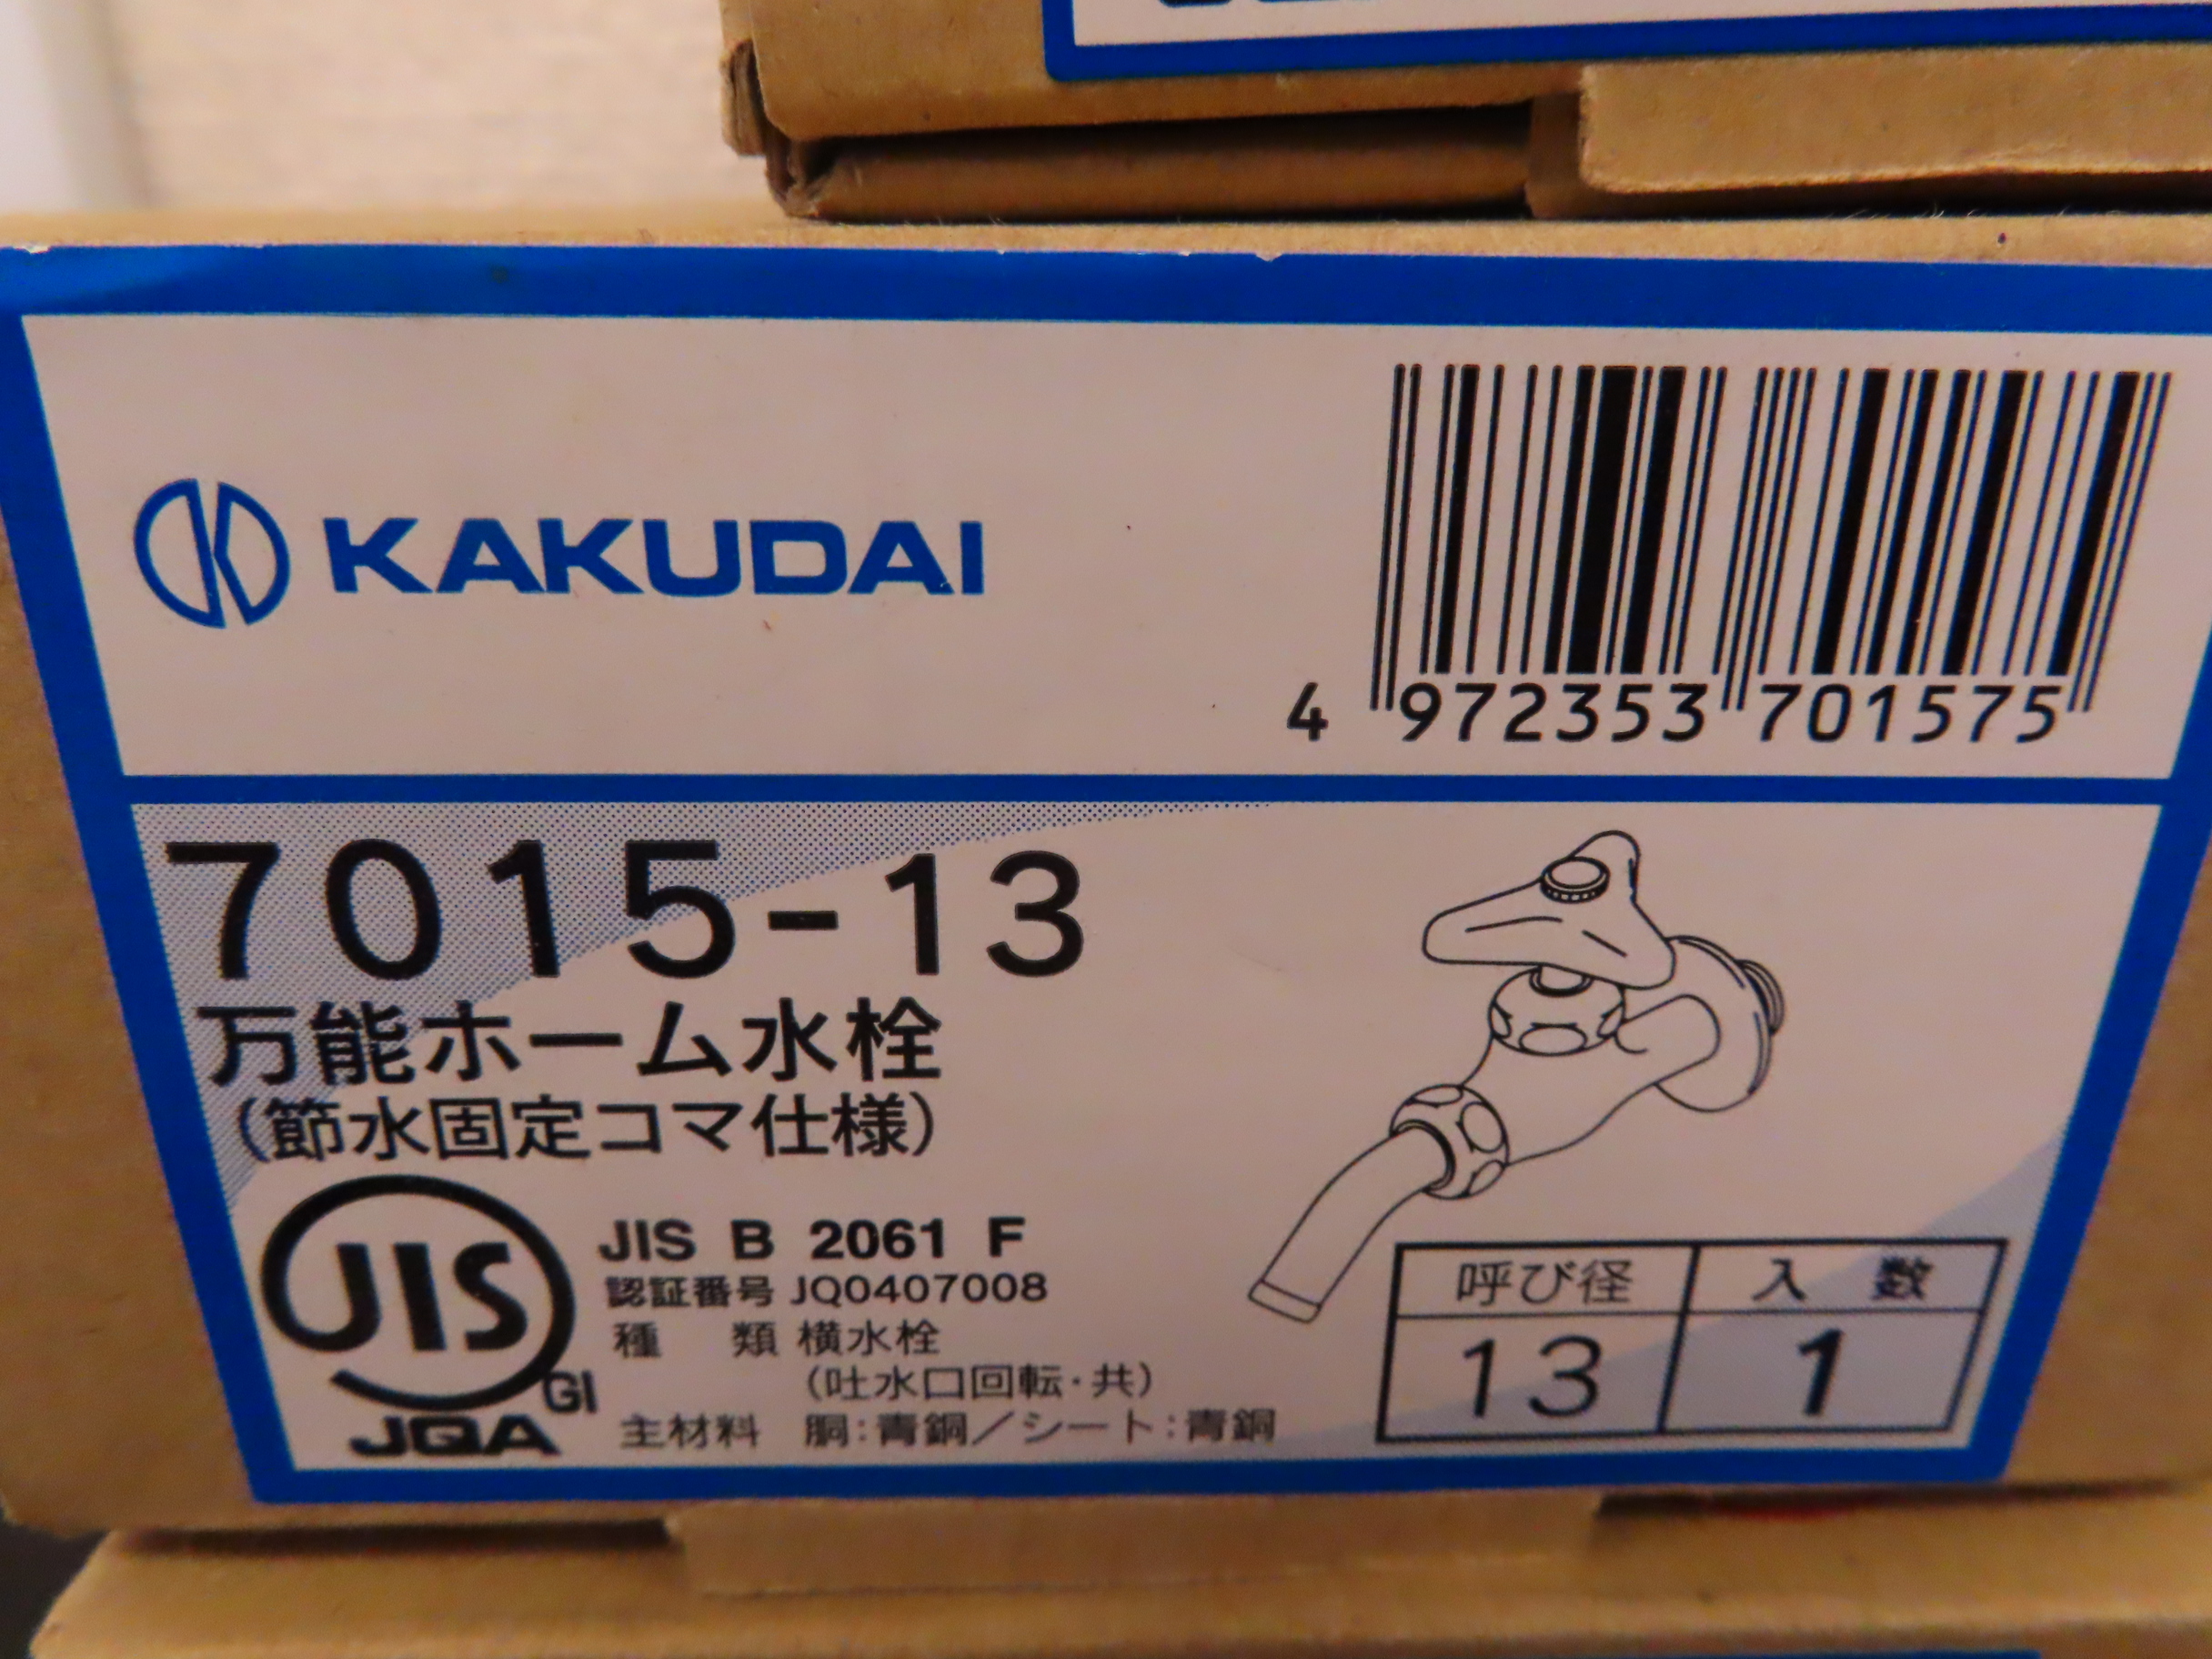 KAKUDAI
4 972353 701575
7015-13
万能ホーム水栓
(節水固定コマ仕様)
JIS
GI
JQA
JIS B 2061 F
認証番号 JQ0407008
種 類 横水栓
(吐水口回転・共)
主材料 胴:青銅/シート:青銅
呼び径 入 数
13 1